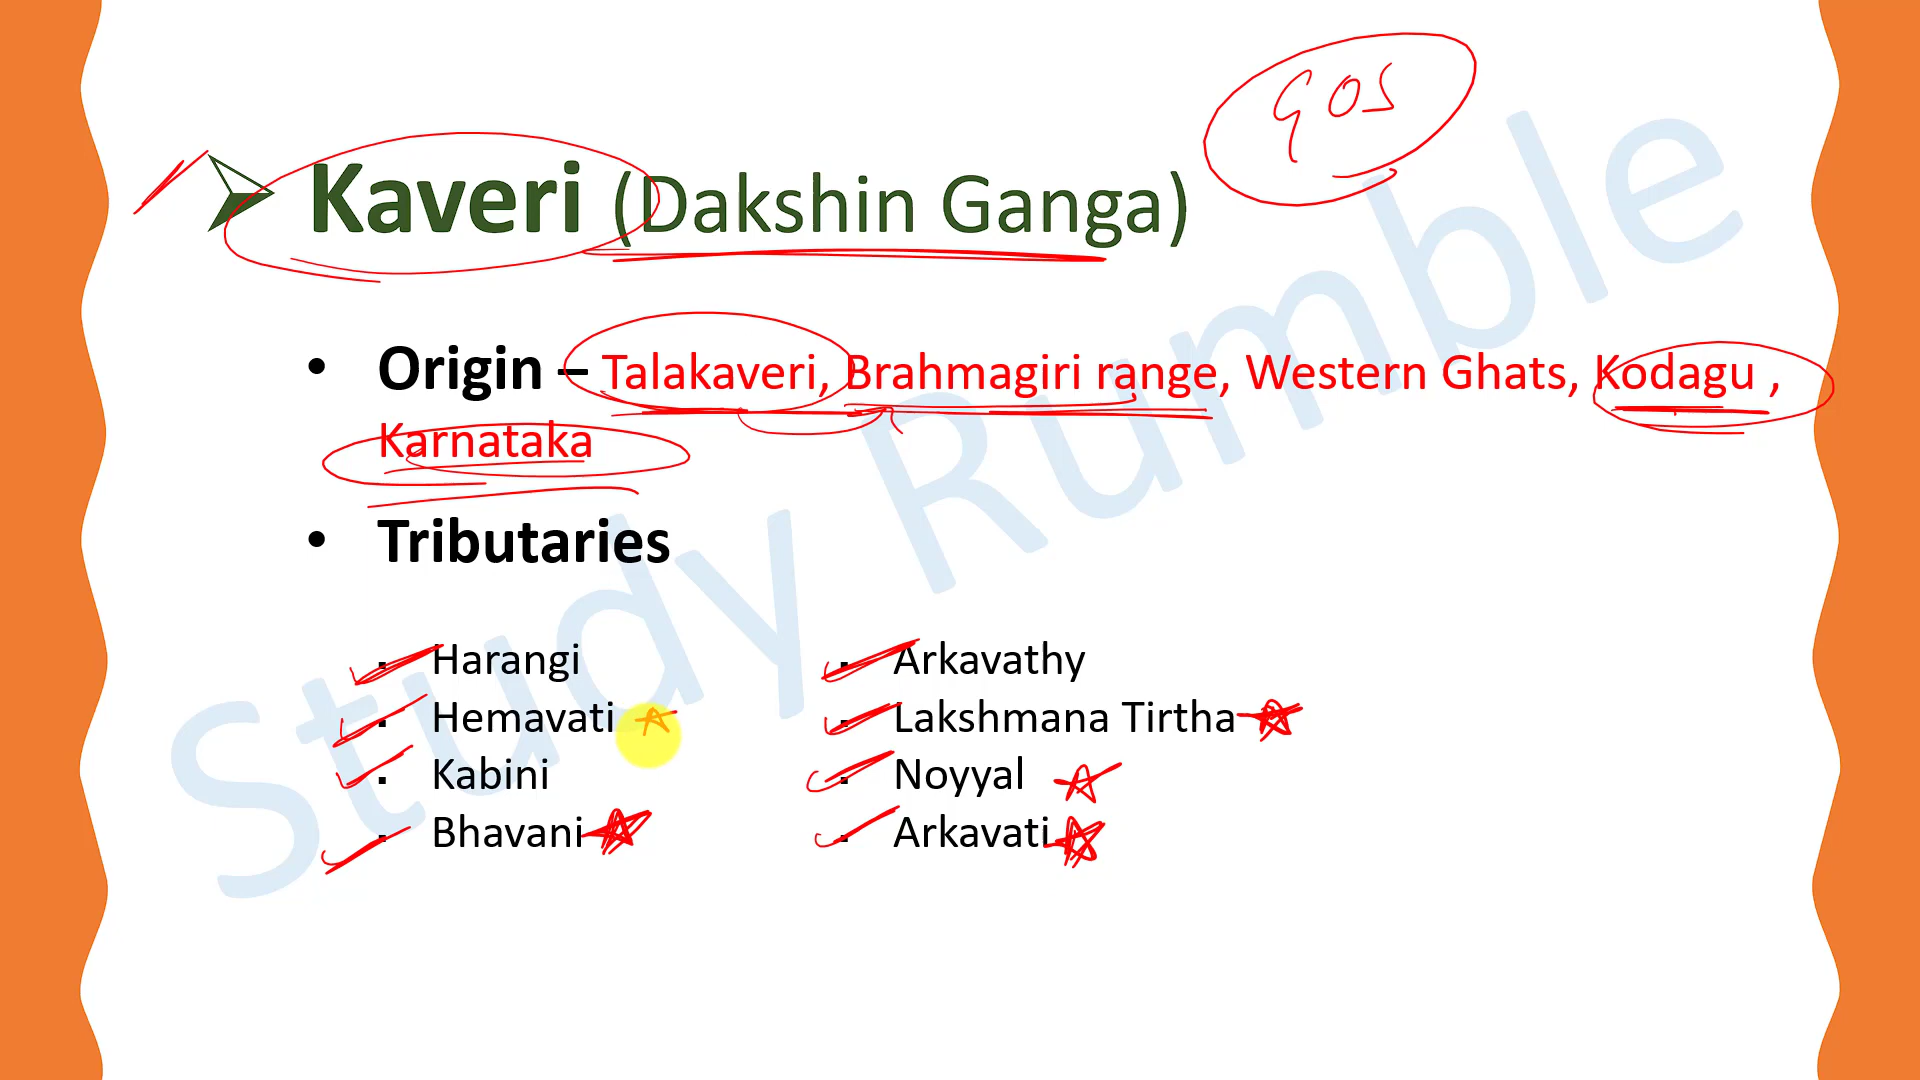 Kaveri (Dakshin Ganga)
Origin – Talakaveri, Brahmagiri range, Western Ghats, Kodagu ,
Karnataka
Tributaries
Harangi
Hemavati
Kabini
Bhavani
Arkavathy
Lakshmana Tirtha
Noyyal
Arkavati
Study Rumble